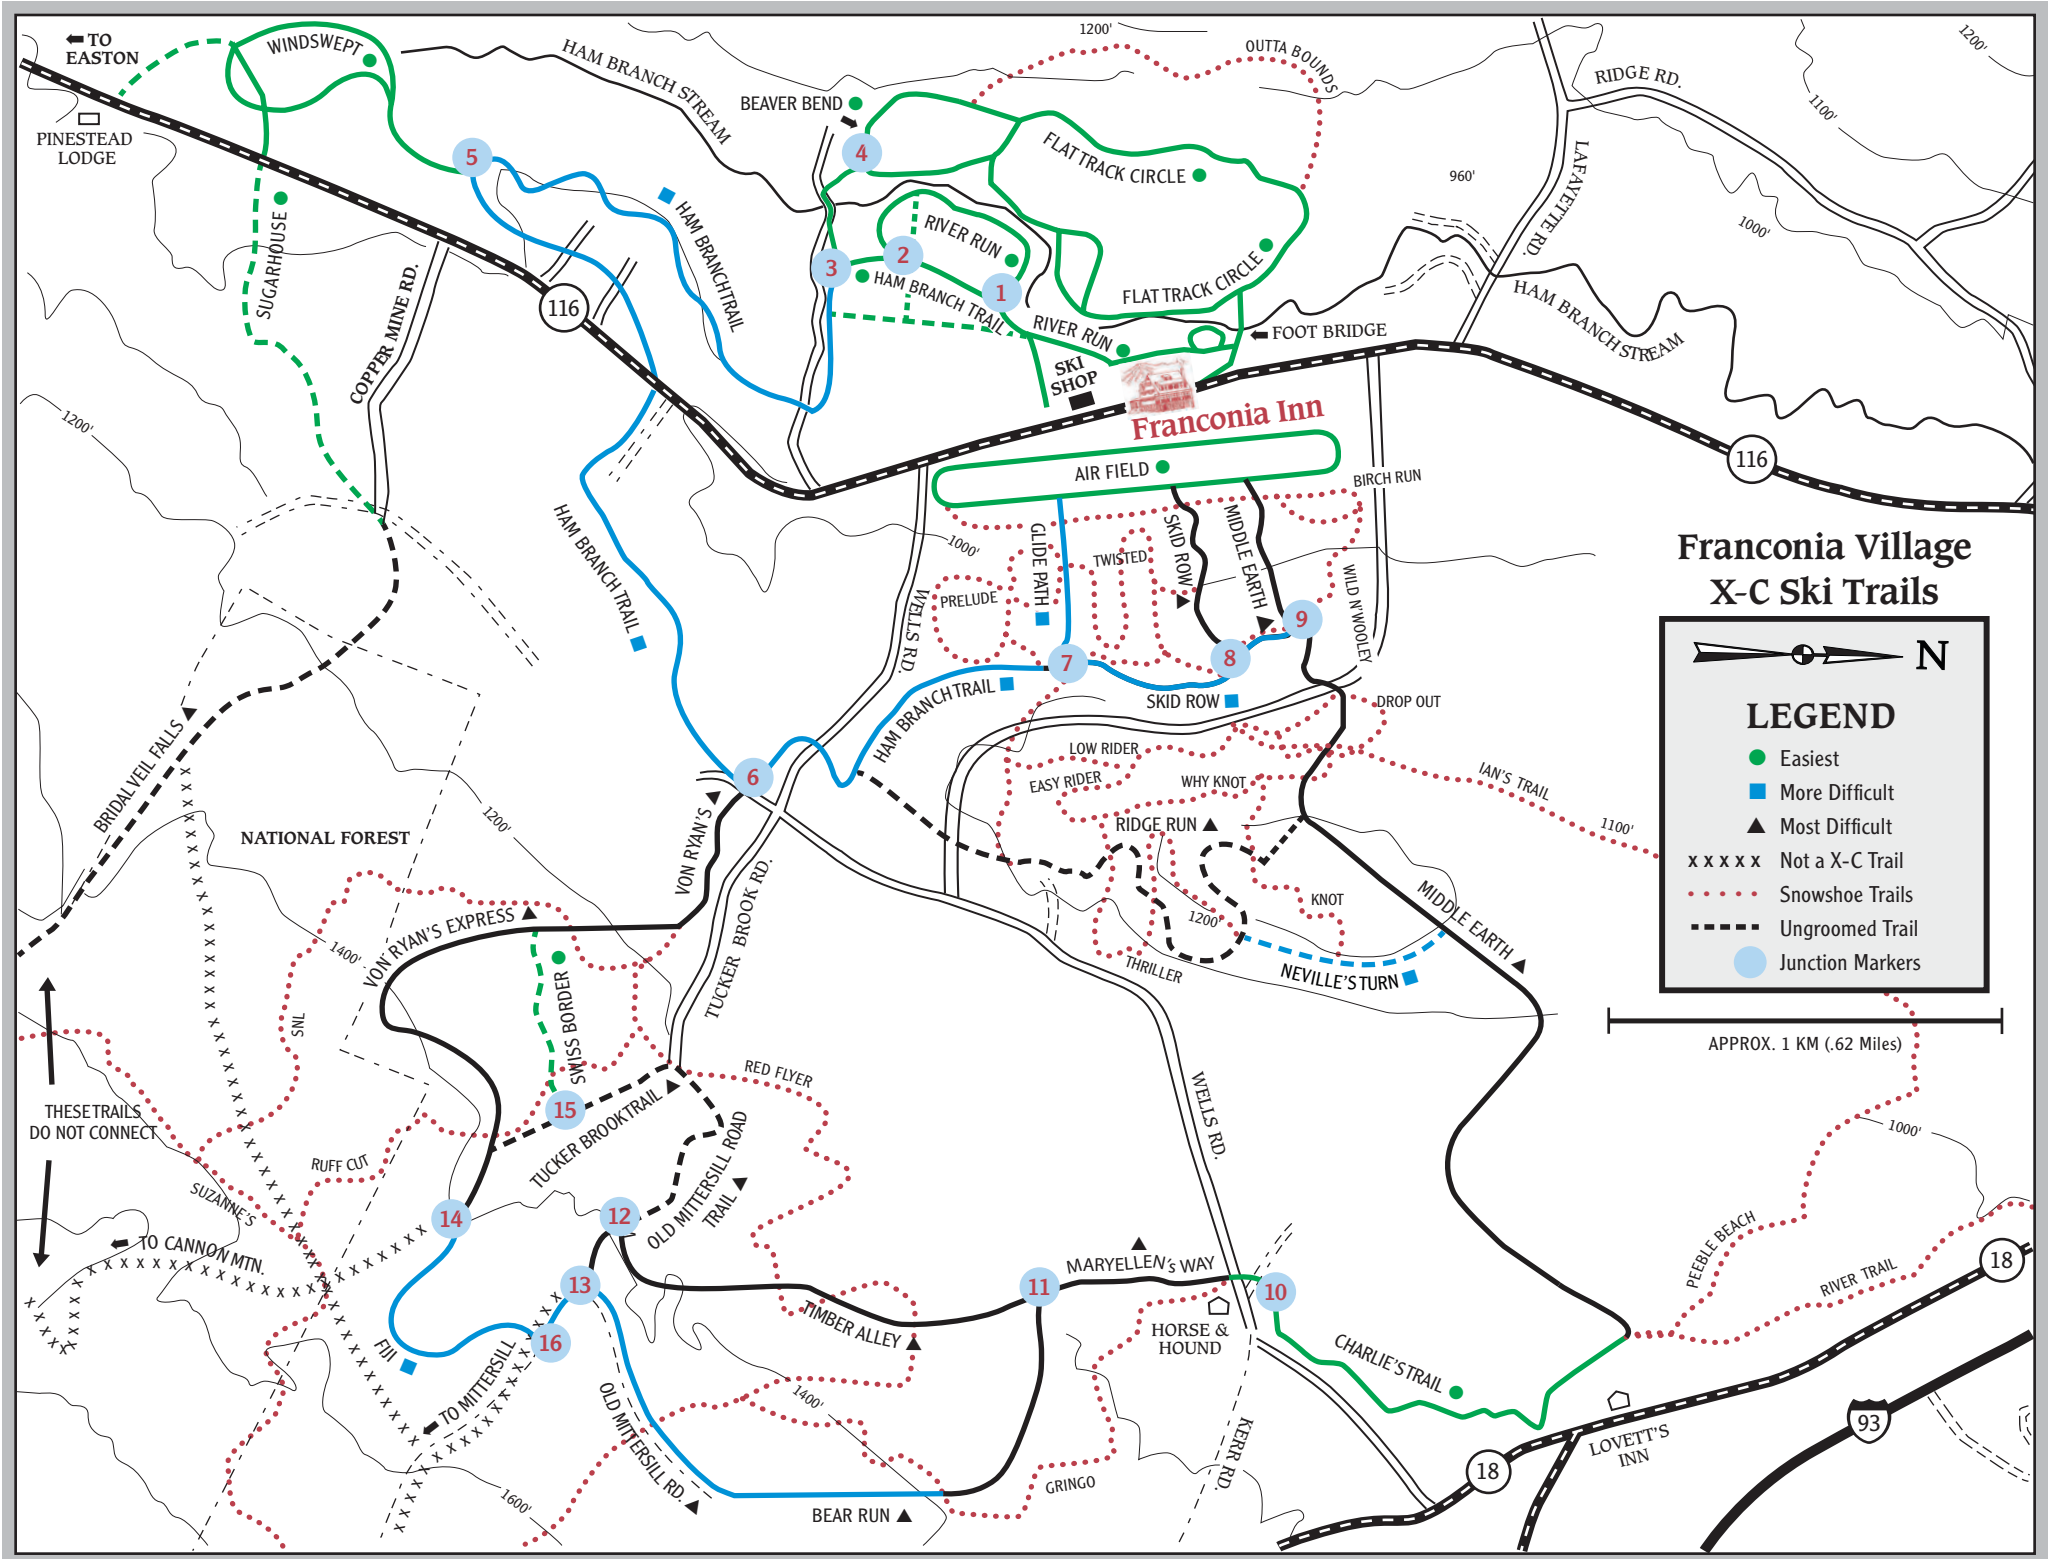 TO
EASTON
WINDSWEPT
PINESTEAD
LODGE
HAM BRANCH STREAM
BEAVER BEND
1200'
OUTTA BOUNDS
RIDGE RD.
1200'
1100'
FLAT TRACK CIRCLE
960'
LAFAYETTE RD.
1000'
5
4
SUGARHOUSE
HAM BRANCH TRAIL
RIVER RUN
3
2
1
HAM BRANCH TRAIL
FLAT TRACK CIRCLE
RIVER RUN
FOOT BRIDGE
HAM BRANCH STREAM
COPPER MINE RD.
116
SKI
SHOP
Franconia Inn
1200'
AIR FIELD
116
BIRCH RUN
HAM BRANCH TRAIL
1000'
GLIDE PATH
TWISTED
SKID ROW
MIDDLE EARTH
WILD N'WOOLEY
PRELUDE
WELLS RD.
9
8
7
HAM BRANCH TRAIL
SKID ROW
DROP OUT
Franconia Village
X-C Ski Trails
N
LEGEND
Easiest
More Difficult
Most Difficult
x x x x x Not a X-C Trail
Snowshoe Trails
Ungroomed Trail
Junction Markers
APPROX. 1 KM (.62 Miles)
BRIDAL VEIL FALLS
6
LOW RIDER
EASY RIDER
WHY KNOT
IAN'S TRAIL
1100'
RIDGE RUN
NATIONAL FOREST
1200'
VON RYAN'S
TUCKER BROOK RD.
KNOT
1200'
MIDDLE EARTH
THRILLER
NEVILLE'S TURN
VON RYAN'S EXPRESS
1400'
SNL
SWISS BORDER
THESE TRAILS
DO NOT CONNECT
15
TUCKER BROOK TRAIL
RED FLYER
OLD MITTERSILL ROAD
TRAIL
WELLS RD.
1000'
RUFF CUT
SUZANNE'S
14
12
TO CANNON MTN.
13
11
MARYELLEN's WAY
10
PEEBLE BEACH
RIVER TRAIL
18
TIMBER ALLEY
HORSE &
HOUND
CHARLIE'S TRAIL
FIJI
16
TO MITTERSILL
OLD MITTERSILL RD.
1400'
KERR RD.
LOVETT'S
INN
93
18
GRINGO
1600'
BEAR RUN